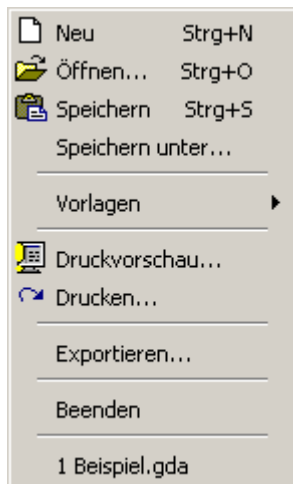 Neu Strg+N
Öffnen... Strg+O
Speichern Strg+S
Speichern unter...
Vorlagen
Druckvorschau...
Drucken...
Exportieren...
Beenden
1 Beispiel.gda